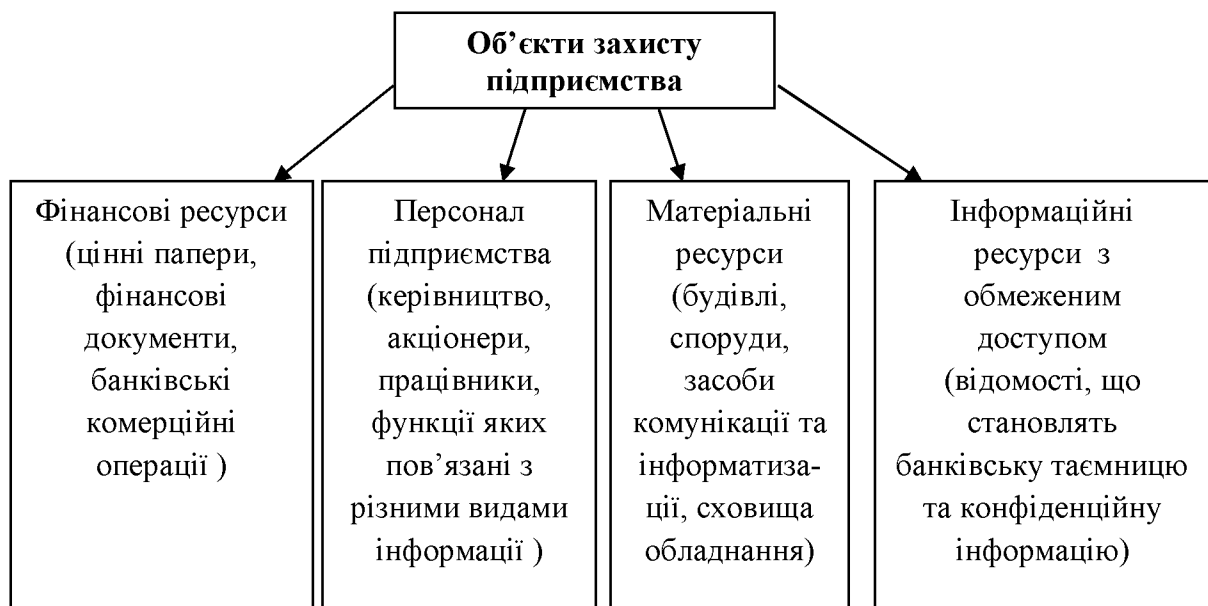 Об’єкти захисту
підприємства
Фінансові ресурси
(цінні папери,
фінансові
документи,
банківські
комерційні
операції )
Персонал
підприємства
(керівництво,
акціонери,
працівники,
функції яких
пов’язані з
різними видами
інформації )
Матеріальні
ресурси
(будівлі,
споруди,
засоби
комунікації та
інформатиза-
ції, сховища
обладнання)
Інформаційні
ресурси  з
обмеженим
доступом
(відомості, що
становлять
банківську таємницю
та конфіденційну
інформацію)